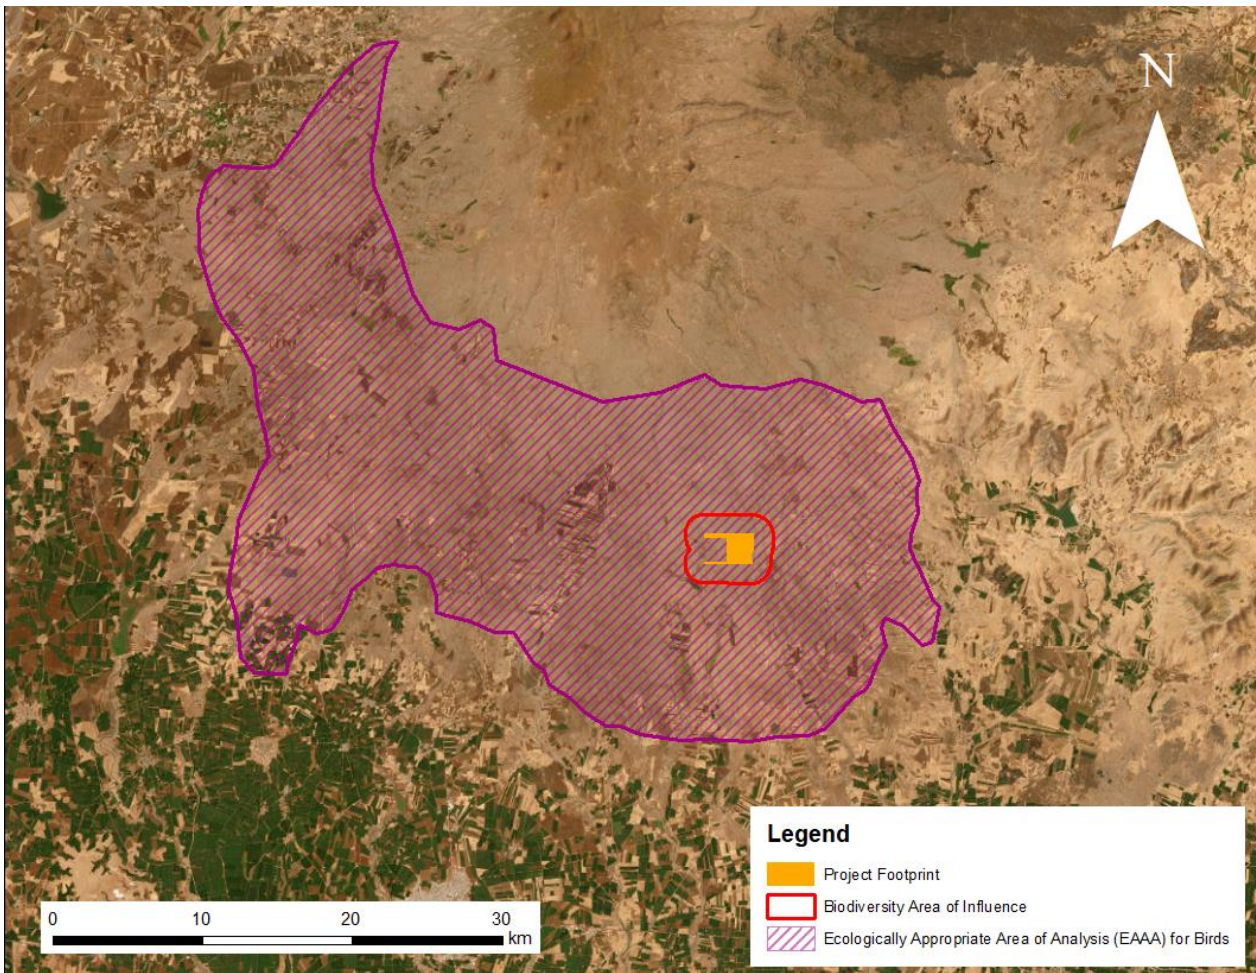 N
Legend
Project Footprint
Biodiversity Area of Influence
Ecologically Appropriate Area of Analysis (EAAA) for Birds
0 10 20 30
km